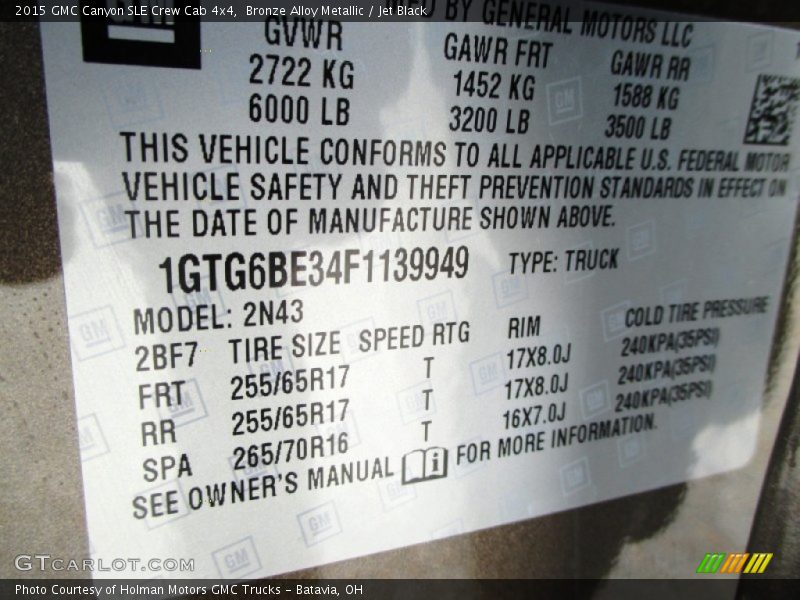 2015 GMC Canyon SLE Crew Cab 4x4, Bronze Alloy Metallic / Jet Black
BY GENERAL MOTORS LLC
GVWR GAWR FRT GAWR RR
2722 KG 1452 KG 1588 KG
6000 LB 3200 LB 3500 LB
THIS VEHICLE CONFORMS TO ALL APPLICABLE U.S. FEDERAL MOTOR
VEHICLE SAFETY AND THEFT PREVENTION STANDARDS IN EFFECT ON
THE DATE OF MANUFACTURE SHOWN ABOVE.
1GTG6BE34F1139949 TYPE: TRUCK
MODEL: 2N43
2BF7 TIRE SIZE SPEED RTG RIM COLD TIRE PRESSURE
FRT 255/65R17 T 17X8.0J 240KPA(35PSI)
RR 255/65R17 T 17X8.0J 240KPA(35PSI)
SPA 265/70R16 T 16X7.0J 240KPA(35PSI)
SEE OWNER'S MANUAL FOR MORE INFORMATION.
GTCARLOT.COM
Photo Courtesy of Holman Motors GMC Trucks - Batavia, OH